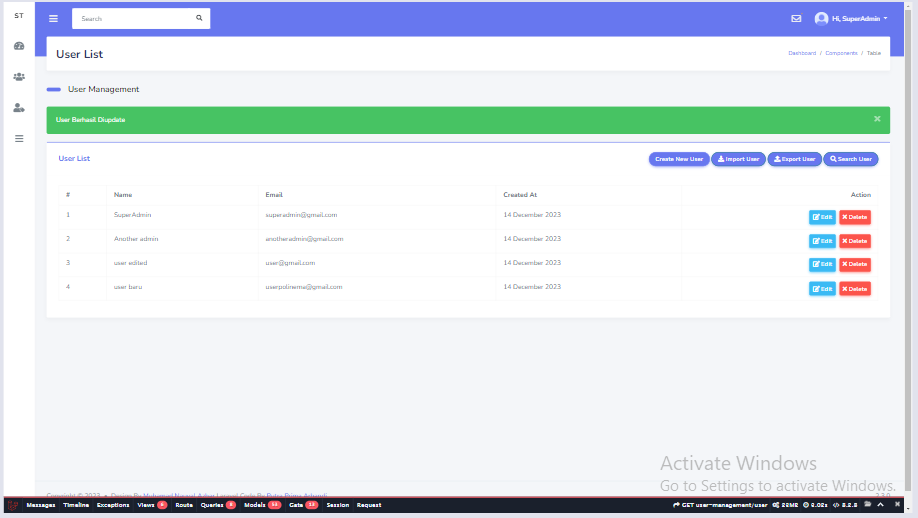 ST
Search
Hi, SuperAdmin
User List
Dashboard / Components / Table
User Management
User Berhasil Diupdate
×
User List
Create New User
Import User
Export User
Search User
# Name Email Created At Action
1 SuperAdmin superadmin@gmail.com 14 December 2023 Edit Delete
2 Another admin anotheradmin@gmail.com 14 December 2023 Edit Delete
3 user edited user@gmail.com 14 December 2023 Edit Delete
4 user baru userpolinema@gmail.com 14 December 2023 Edit Delete
Activate Windows
Go to Settings to activate Windows.
Copyright © 2023 • Design By
Messages Timeline Exceptions Views Route Queries Models Gate Session Request
GET user-management/user 22MB